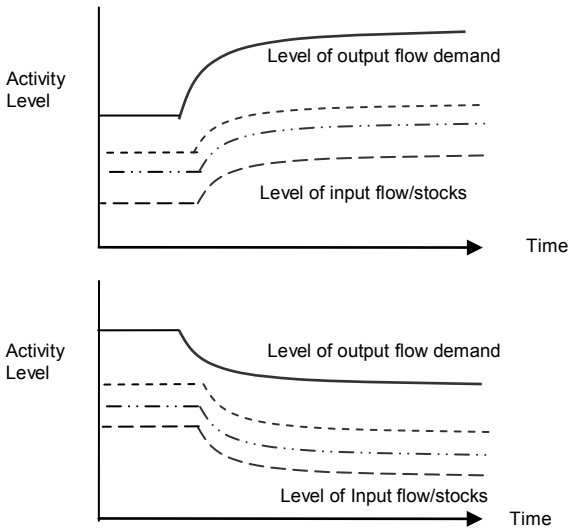 Activity
Level
Level of output flow demand
Level of input flow/stocks
Time
Activity
Level
Level of output flow demand
Level of Input flow/stocks
Time